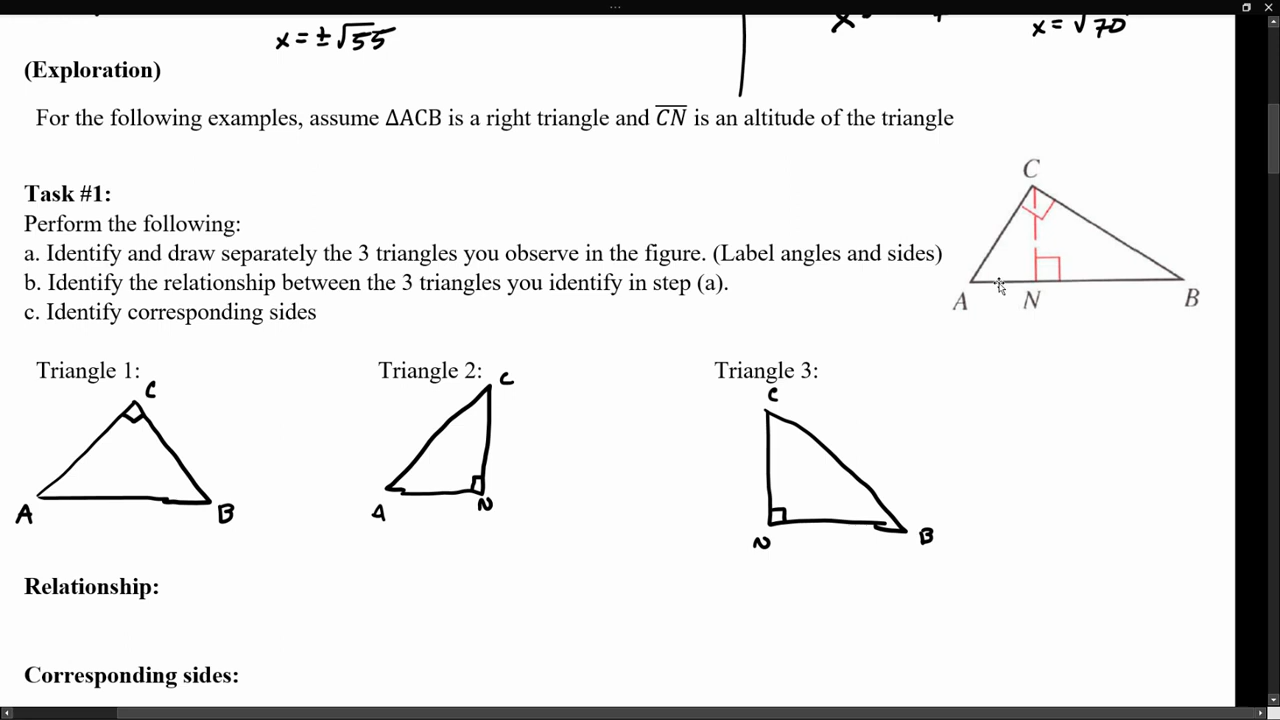 x = ±√55
x = √70
(Exploration)
For the following examples, assume ΔACB is a right triangle and C͞N͞ is an altitude of the triangle
Task #1:
Perform the following:
a. Identify and draw separately the 3 triangles you observe in the figure. (Label angles and sides)
b. Identify the relationship between the 3 triangles you identify in step (a).
c. Identify corresponding sides
C
A
N
B
Triangle 1:
Triangle 2:
Triangle 3:
C
A
B
C
A
N
C
N
B
Relationship:
Corresponding sides: